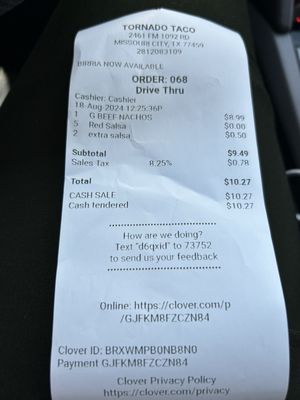 TORNADO TACO
2461 FM 1092 RD
MISSOURI CITY, TX 77459
2812083109
BIRRIA NOW AVAILABLE
ORDER: 068
Drive Thru
Cashier: Cashier
18-Aug-2024 12:25:36P
1 G BEEF NACHOS $8.99
5 Red Salsa $0.00
2 extra salsa $0.50
Subtotal $9.49
Sales Tax 8.25% $0.78
Total $10.27
CASH SALE $10.27
Cash tendered $10.27
How are we doing?
Text "d6qxid" to 73752
to send us your feedback
Online: https://clover.com/p
/GJFKM8FZCZN84
Clover ID: BRXWMPB0NB8N0
Payment GJFKM8FZCZN84
Clover Privacy Policy
https://clover.com/privacy